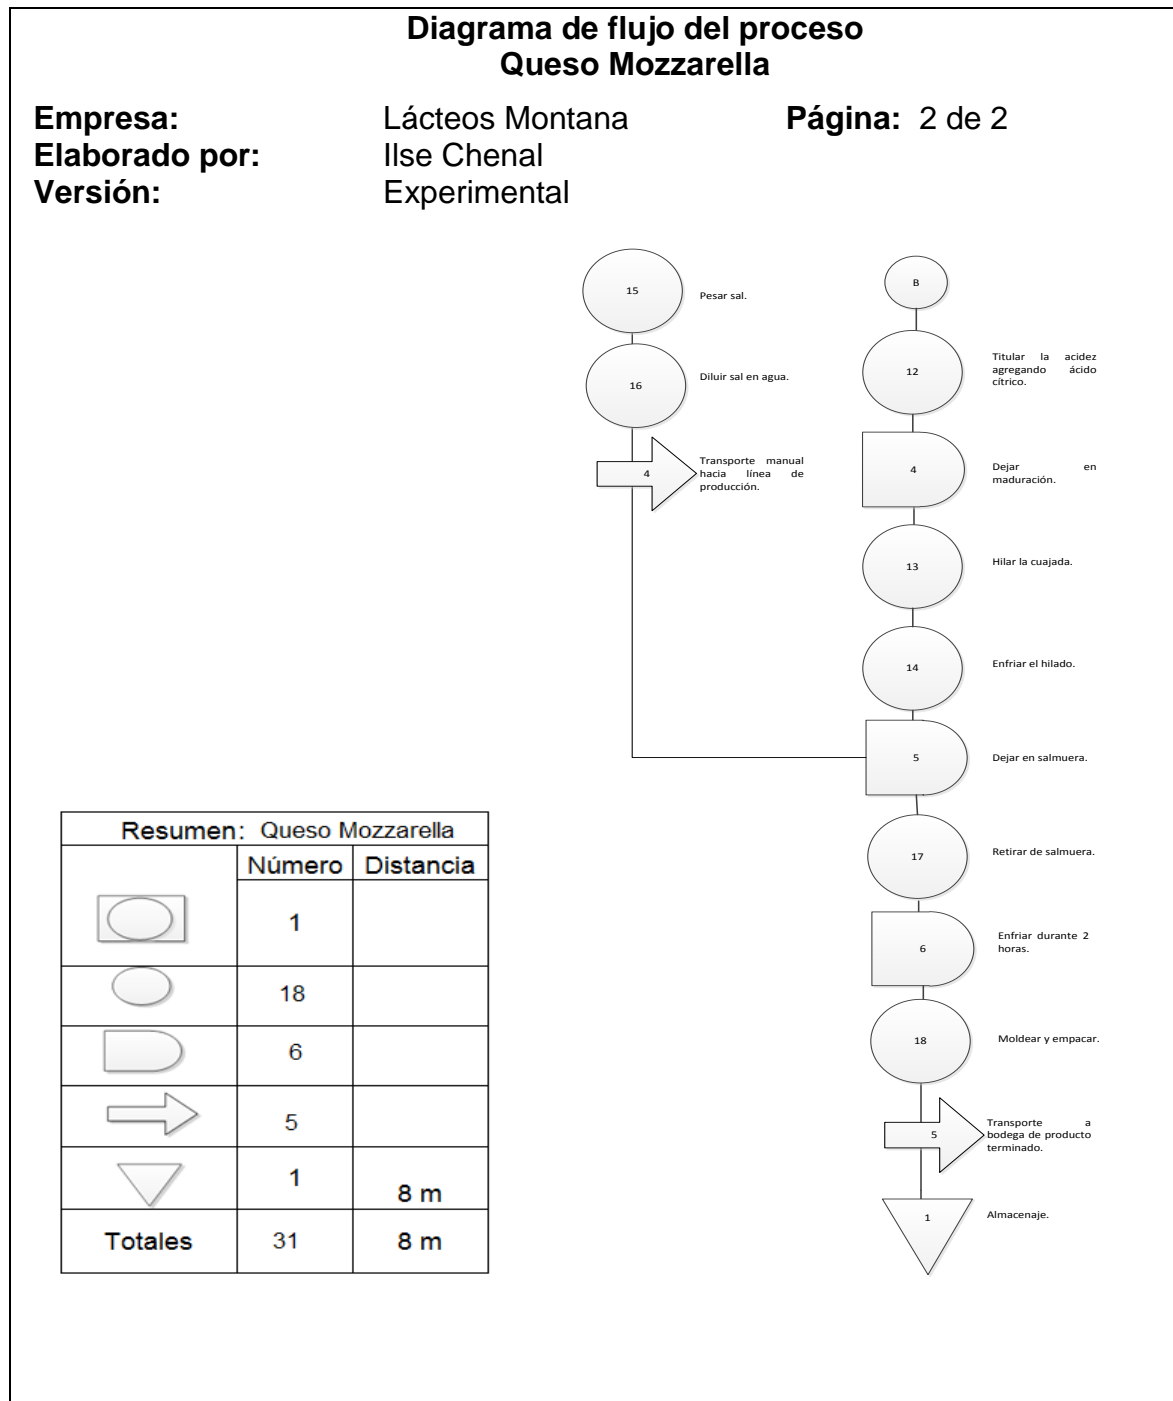 Diagrama de flujo del proceso
Queso Mozzarella
Empresa: Lácteos Montana Página: 2 de 2
Elaborado por: Ilse Chenal
Versión: Experimental
15
Pesar sal.
16
Diluir sal en agua.
4
Transporte manual
hacia línea de
producción.
B
12
Titular la acidez
agregando ácido
cítrico.
4
Dejar en
maduración.
13
Hilar la cuajada.
14
Enfriar el hilado.
5
Dejar en salmuera.
17
Retirar de salmuera.
6
Enfriar durante 2
horas.
18
Moldear y empacar.
5
Transporte a
bodega de producto
terminado.
1
Almacenaje.
Resumen: Queso Mozzarella
Número Distancia
1
18
6
5
1 8 m
Totales 31 8 m